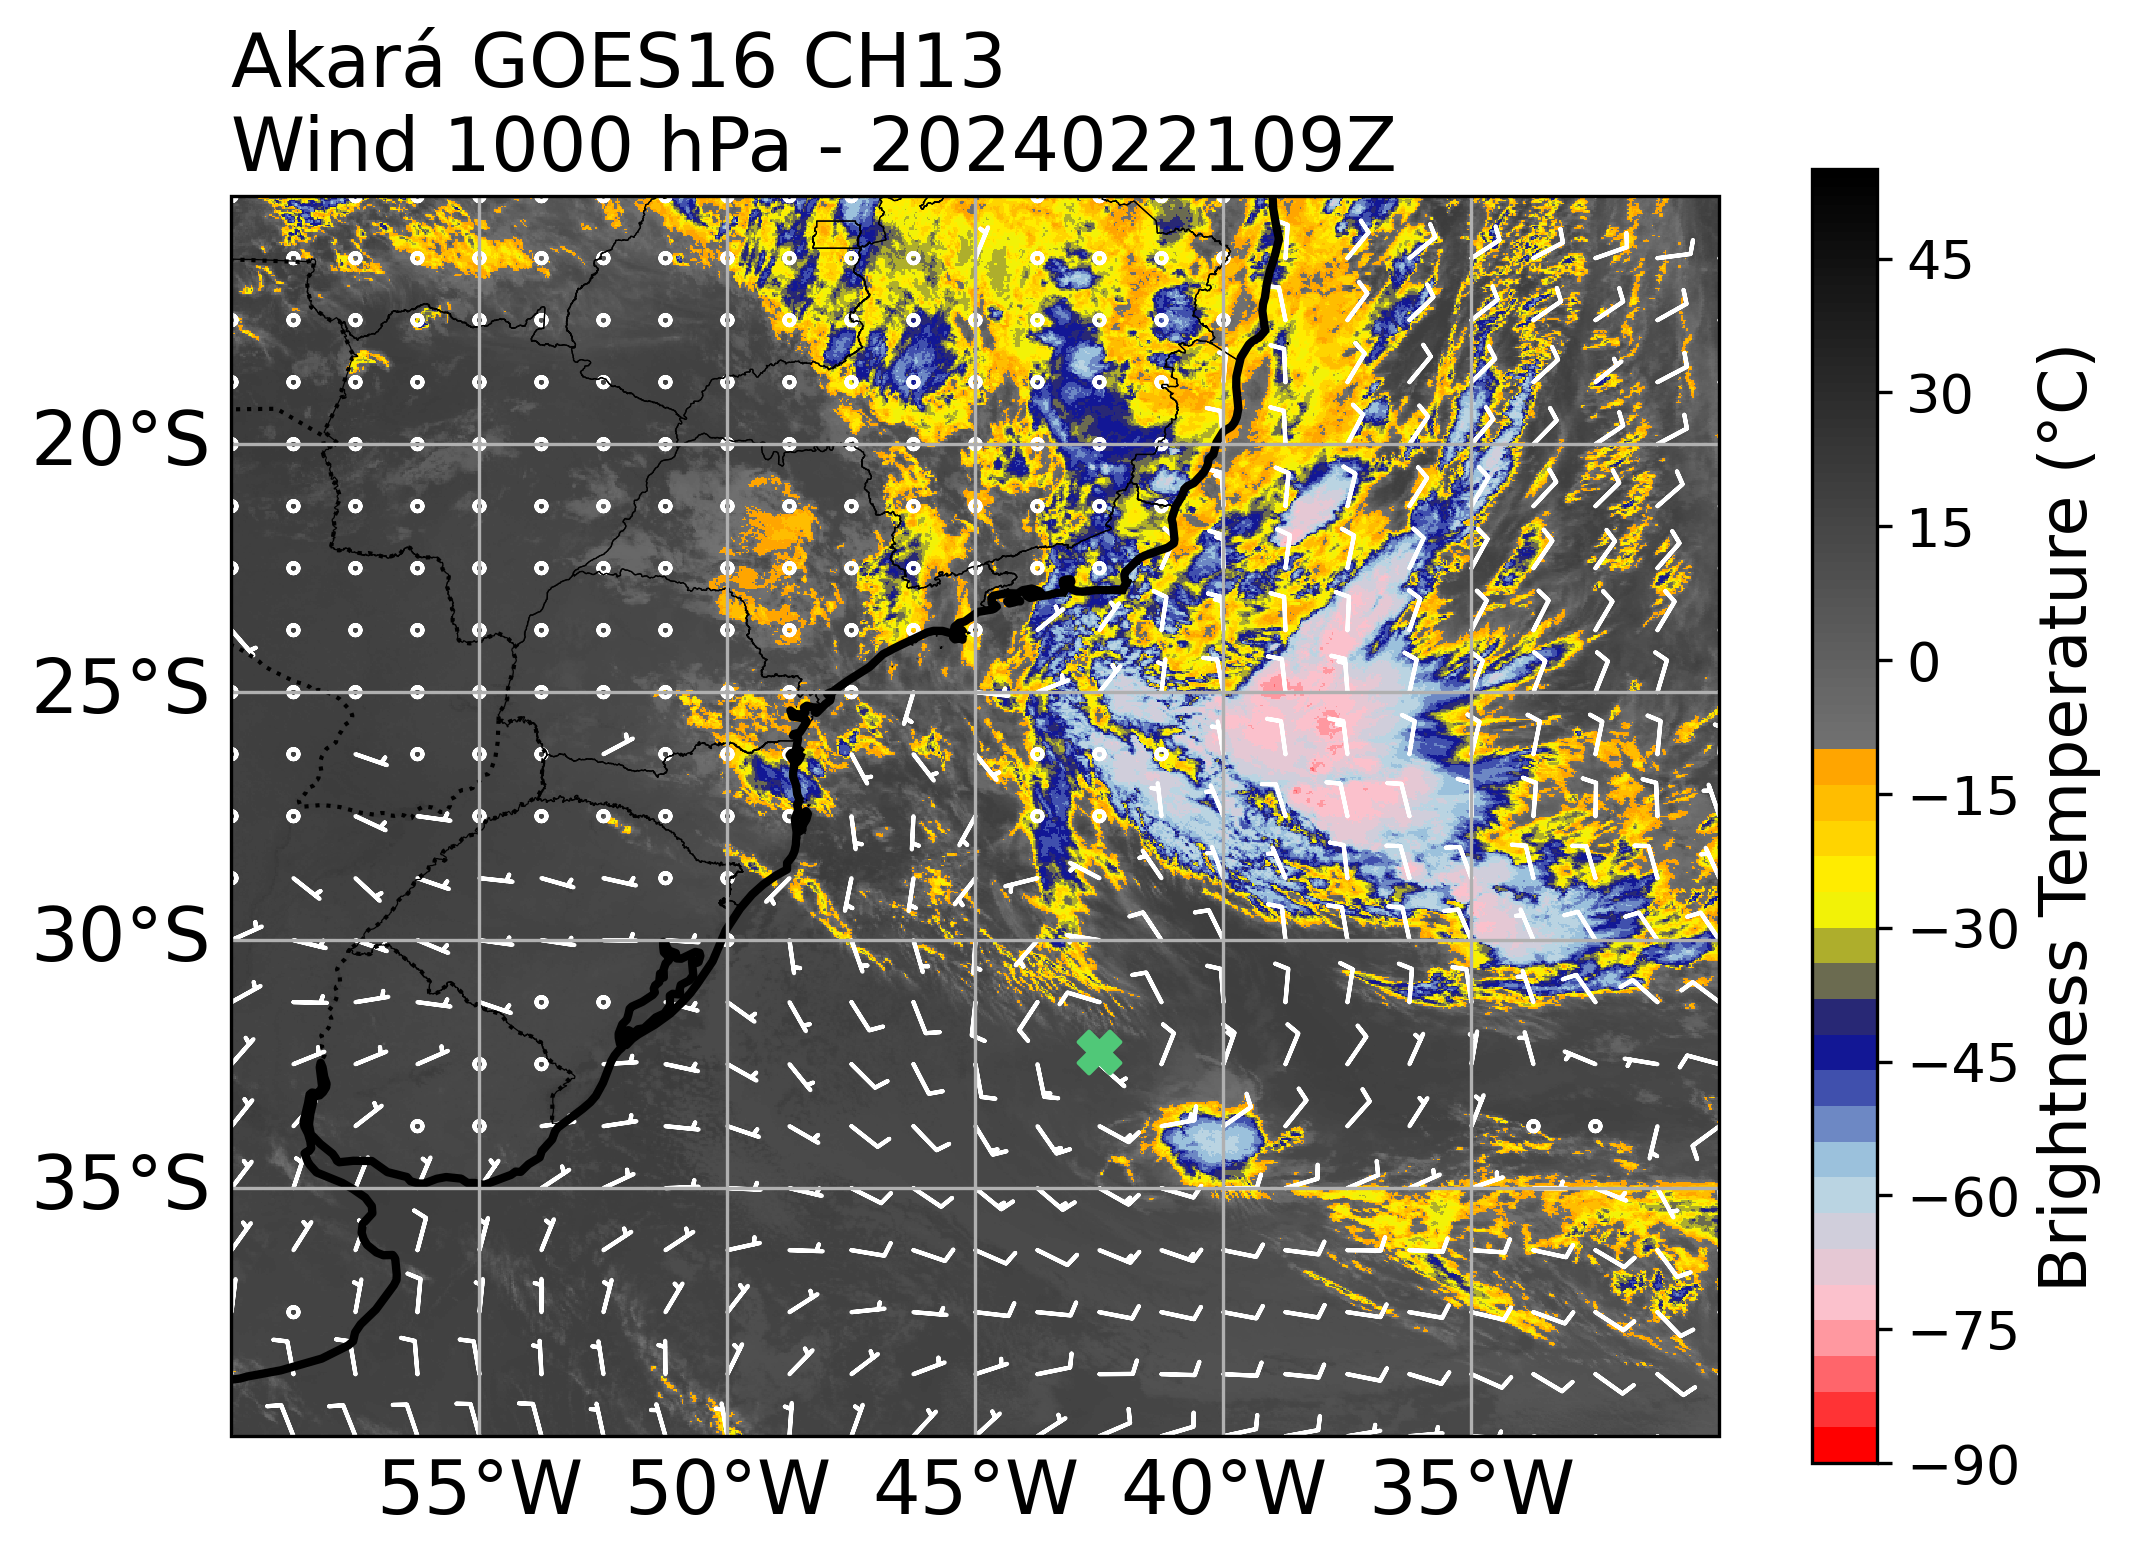 Akará GOES16 CH13
Wind 1000 hPa - 2024022109Z
20°S
25°S
30°S
35°S
55°W 50°W 45°W 40°W 35°W
45
30
15
0
−15
−30
−45
−60
−75
−90
Brightness Temperature (°C)